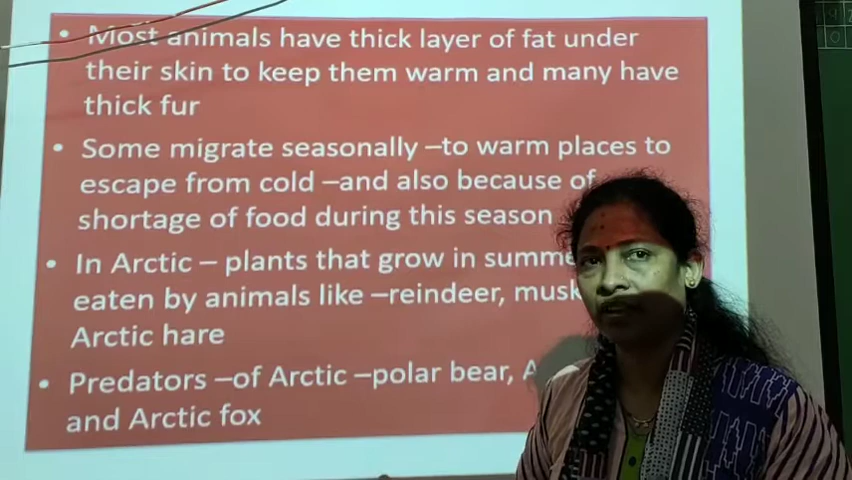 • Most animals have thick layer of fat under
their skin to keep them warm and many have
thick fur
• Some migrate seasonally –to warm places to
escape from cold –and also because of
shortage of food during this season
• In Arctic – plants that grow in summe
eaten by animals like –reindeer, musk
Arctic hare
• Predators –of Arctic –polar bear, A
and Arctic fox